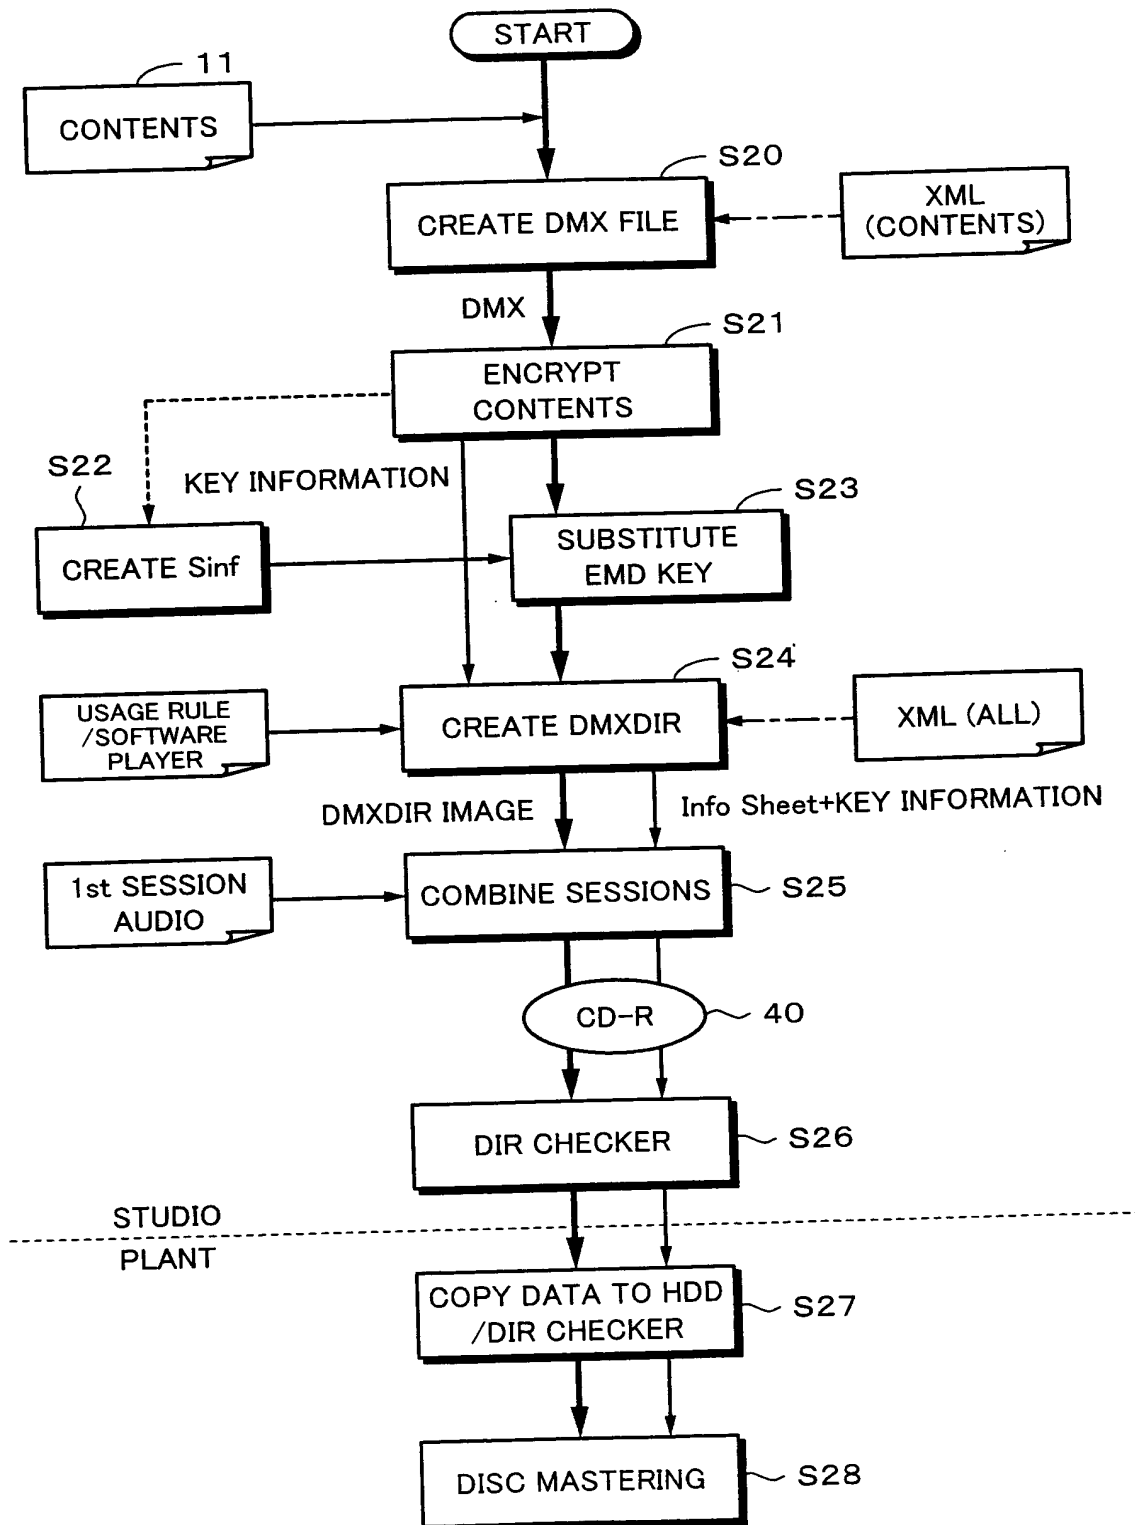 START
11
CONTENTS
S20
CREATE DMX FILE
XML
(CONTENTS)
DMX
S21
ENCRYPT
CONTENTS
S22
KEY INFORMATION
S23
CREATE Sinf
SUBSTITUTE
EMD KEY
S24
USAGE RULE
/SOFTWARE
PLAYER
CREATE DMXDIR
XML (ALL)
DMXDIR IMAGE
Info Sheet+KEY INFORMATION
1st SESSION
AUDIO
COMBINE SESSIONS
S25
CD-R
40
DIR CHECKER
S26
STUDIO
PLANT
COPY DATA TO HDD
/DIR CHECKER
S27
DISC MASTERING
S28